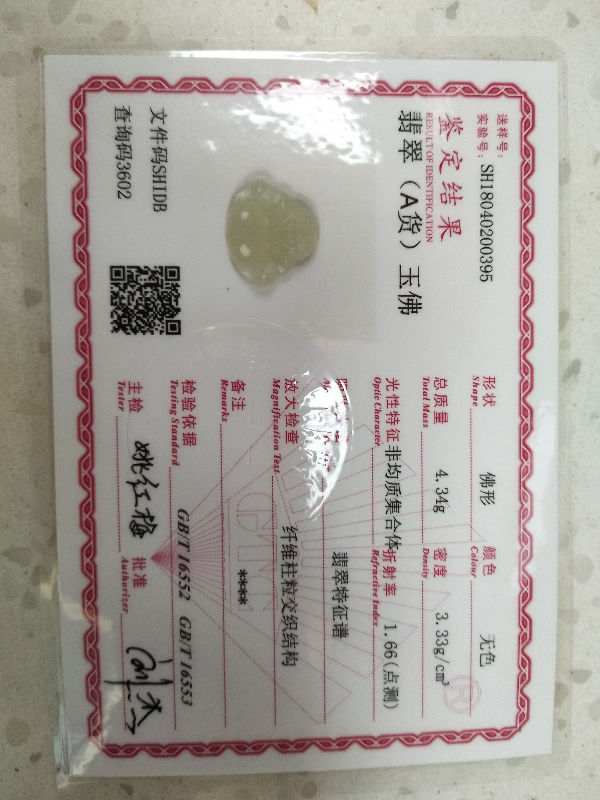 送样号:
实验号: SH18040200395
鉴定结果
RESULT OF IDENTIFICATION
翡翠（A货）玉佛
文件码SHIDB
查询码3602
形状 佛形 颜色 无色
Shape Colour
总质量 4.34g 密度 3.33g/cm³
Total Mass Density
光性特征 非均质集合体 折射率 1.66(点测)
Optic Character Refractive Index
翡翠特征谱
放大检查 纤维柱粒交织结构
Magnification Test
备注 ****
Remarks
检验依据 GB/T 16552 GB/T 16553
Testing Standard
主检 姚红梅 批准
Tester Authorizer
GLC
R